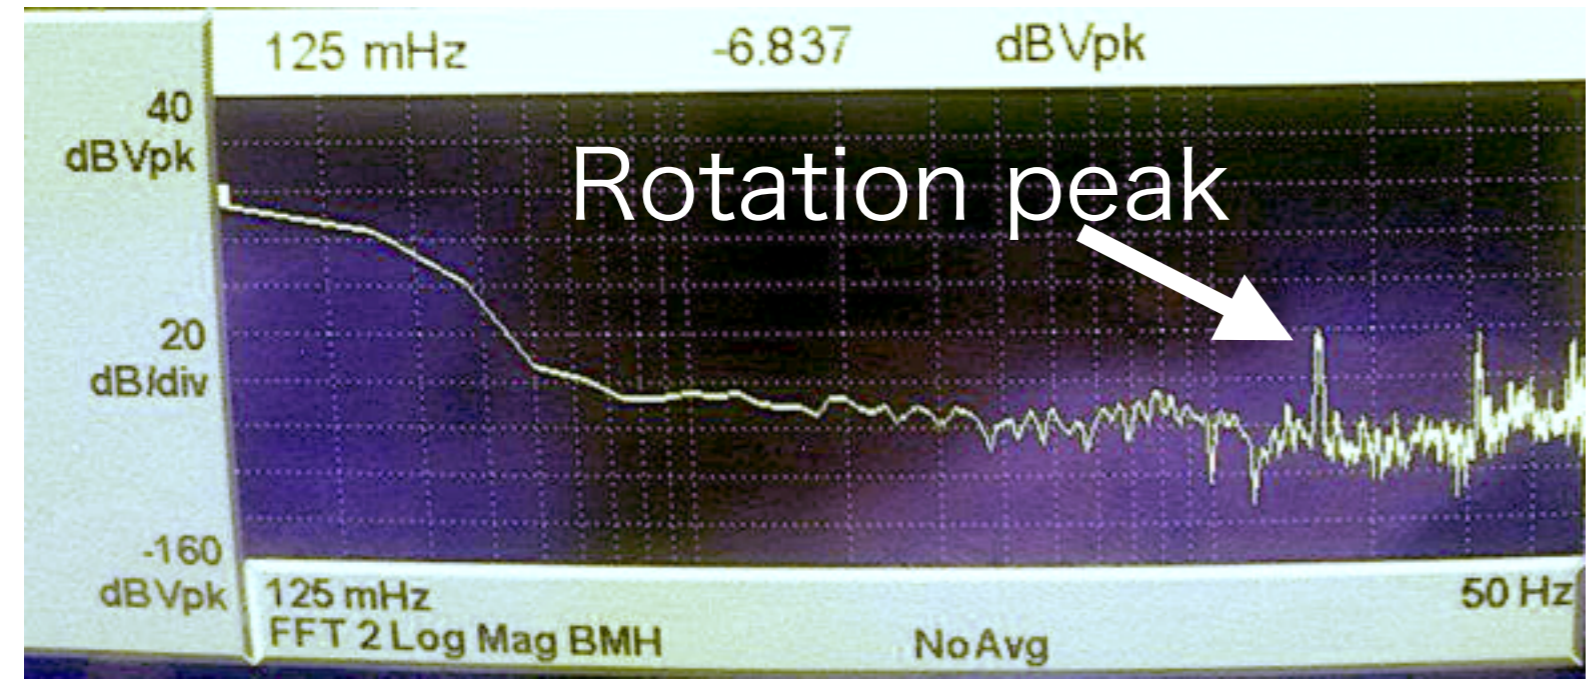 125 mHz -6.837 dBVpk
40
dBVpk
Rotation peak
20
dB/div
-160
dBVpk
125 mHz 50 Hz
FFT 2 Log Mag BMH NoAvg